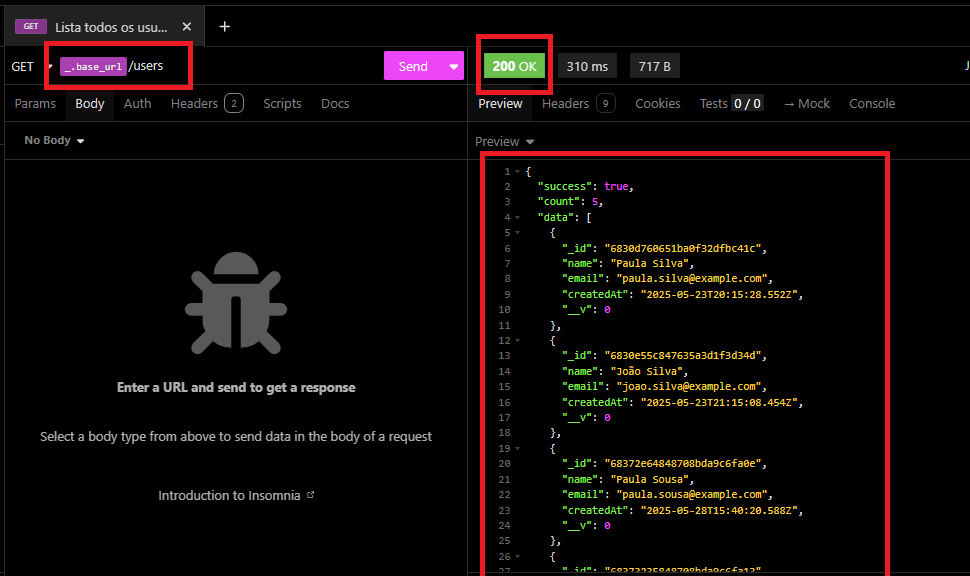 GET Lista todos os usu... × +
GET _.base_url /users Send
200 OK 310 ms 717 B
Params Body Auth Headers 2 Scripts Docs
Preview Headers 9 Cookies Tests 0 / 0 → Mock Console
No Body
Preview
Enter a URL and send to get a response
Select a body type from above to send data in the body of a request
Introduction to Insomnia
1 {
2 "success": true,
3 "count": 5,
4 "data": [
5 {
6 "_id": "6830d760651ba0f32dfbc41c",
7 "name": "Paula Silva",
8 "email": "paula.silva@example.com",
9 "createdAt": "2025-05-23T20:15:28.552Z",
10 "__v": 0
11 },
12 {
13 "_id": "6830e55c847635a3d1f3d34d",
14 "name": "João Silva",
15 "email": "joao.silva@example.com",
16 "createdAt": "2025-05-23T21:15:08.454Z",
17 "__v": 0
18 },
19 {
20 "_id": "68372e64848708bda9c6fa0e",
21 "name": "Paula Sousa",
22 "email": "paula.sousa@example.com",
23 "createdAt": "2025-05-28T15:40:20.588Z",
24 "__v": 0
25 },
26 {
27 "_id":